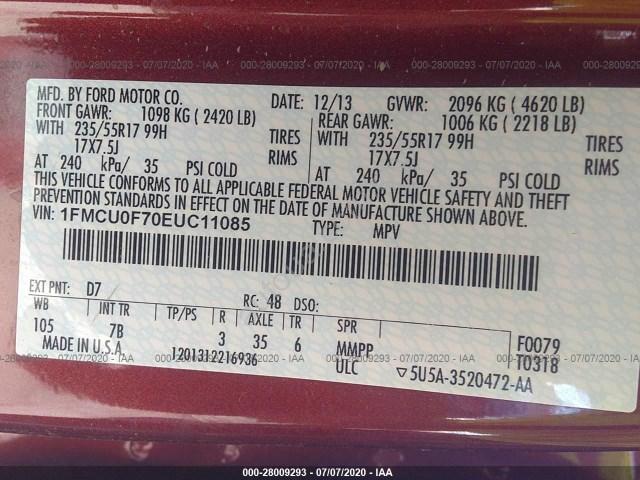 000-28009293 - 07/07/2020 - IAA
MFD. BY FORD MOTOR CO.
DATE: 12/13 GVWR: 2096 KG ( 4620 LB)
FRONT GAWR: 1098 KG ( 2420 LB)
REAR GAWR: 1006 KG ( 2218 LB)
WITH 235/55R17 99H TIRES
WITH 235/55R17 99H TIRES
17X7.5J RIMS
17X7.5J RIMS
AT 240 kPa/ 35 PSI COLD
AT 240 kPa/ 35 PSI COLD
THIS VEHICLE CONFORMS TO ALL APPLICABLE FEDERAL MOTOR VEHICLE SAFETY AND THEFT
PREVENTION STANDARDS IN EFFECT ON THE DATE OF MANUFACTURE SHOWN ABOVE.
VIN: 1FMCU0F70EUC11085
TYPE: MPV
EXT PNT: D7 RC: 48 DSO:
WB INT TR TP/PS R AXLE TR SPR
105 7B 3 35 6 MMPP F0079
MADE IN U.S.A. 1201312216936 ULC T0318
5U5A-3520472-AA
000-28009293 - 07/07/2020 - IAA